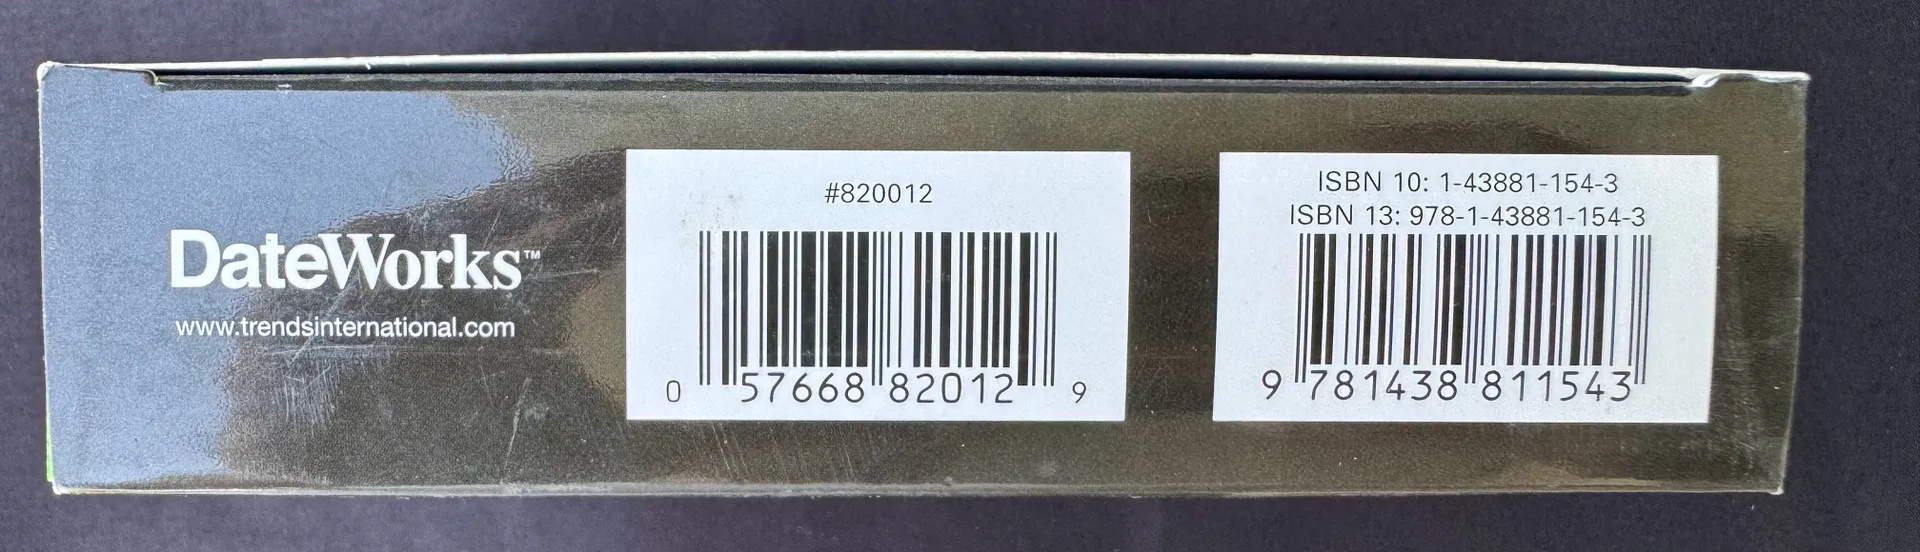 DateWorks™
www.trendsinternational.com
#820012
0 57668 82012 9
ISBN 10: 1-43881-154-3
ISBN 13: 978-1-43881-154-3
9 781438 811543